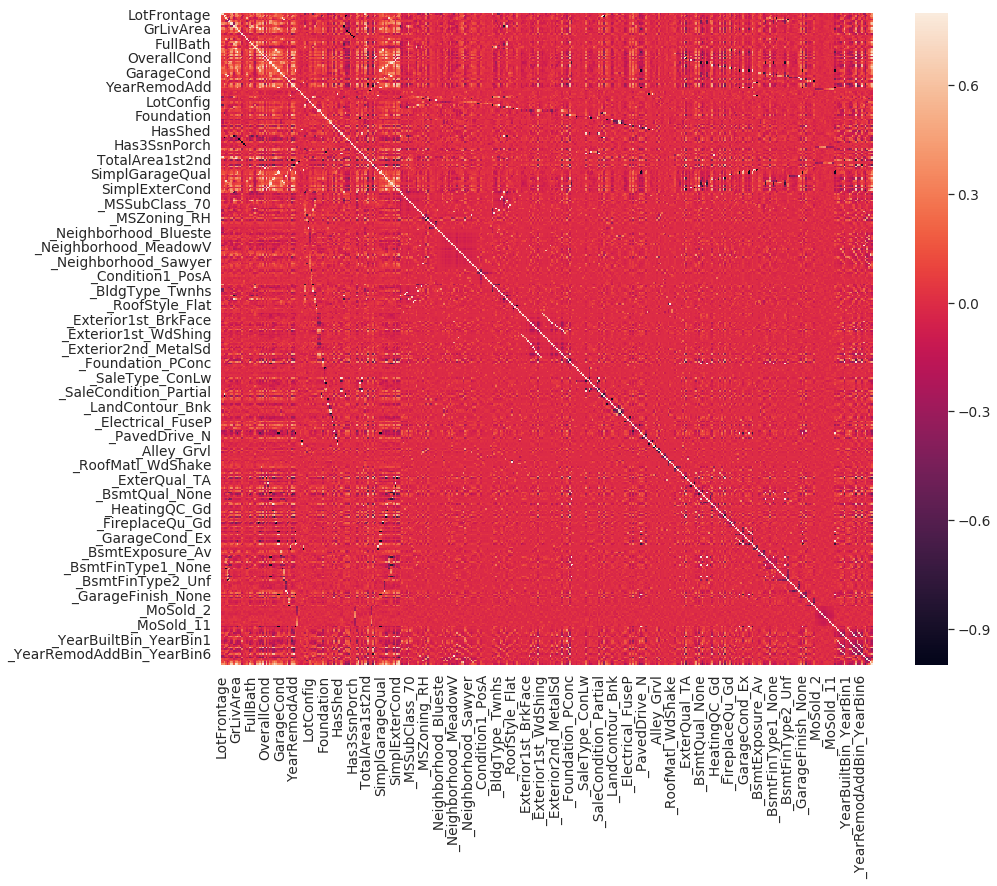 LotFrontage
GrLivArea
FullBath
OverallCond
GarageCond
YearRemodAdd
LotConfig
Foundation
HasShed
Has3SsnPorch
TotalArea1st2nd
SimplGarageQual
SimplExterCond
_MSSubClass_70
_MSZoning_RH
_Neighborhood_Blueste
_Neighborhood_MeadowV
_Neighborhood_Sawyer
_Condition1_PosA
_BldgType_Twnhs
_RoofStyle_Flat
_Exterior1st_BrkFace
_Exterior1st_WdShing
_Exterior2nd_MetalSd
_Foundation_PConc
_SaleType_ConLw
_SaleCondition_Partial
_LandContour_Bnk
_Electrical_FuseP
_PavedDrive_N
_Alley_Grvl
_RoofMatl_WdShake
_ExterQual_TA
_BsmtQual_None
_HeatingQC_Gd
_FireplaceQu_Gd
_GarageCond_Ex
_BsmtExposure_Av
_BsmtFinType1_None
_BsmtFinType2_Unf
_GarageFinish_None
_MoSold_2
_MoSold_11
_YearBuiltBin_YearBin1
_YearRemodAddBin_YearBin6
LotFrontage
GrLivArea
FullBath
OverallCond
GarageCond
YearRemodAdd
LotConfig
Foundation
HasShed
Has3SsnPorch
TotalArea1st2nd
SimplGarageQual
SimplExterCond
_MSSubClass_70
_MSZoning_RH
_Neighborhood_Blueste
_Neighborhood_MeadowV
_Neighborhood_Sawyer
_Condition1_PosA
_BldgType_Twnhs
_RoofStyle_Flat
_Exterior1st_BrkFace
_Exterior1st_WdShing
_Exterior2nd_MetalSd
_Foundation_PConc
_SaleType_ConLw
_SaleCondition_Partial
_LandContour_Bnk
_Electrical_FuseP
_PavedDrive_N
_Alley_Grvl
_RoofMatl_WdShake
_ExterQual_TA
_BsmtQual_None
_HeatingQC_Gd
_FireplaceQu_Gd
_GarageCond_Ex
_BsmtExposure_Av
_BsmtFinType1_None
_BsmtFinType2_Unf
_GarageFinish_None
_MoSold_2
_MoSold_11
_YearBuiltBin_YearBin1
_YearRemodAddBin_YearBin6
0.6
0.3
0.0
−0.3
−0.6
−0.9